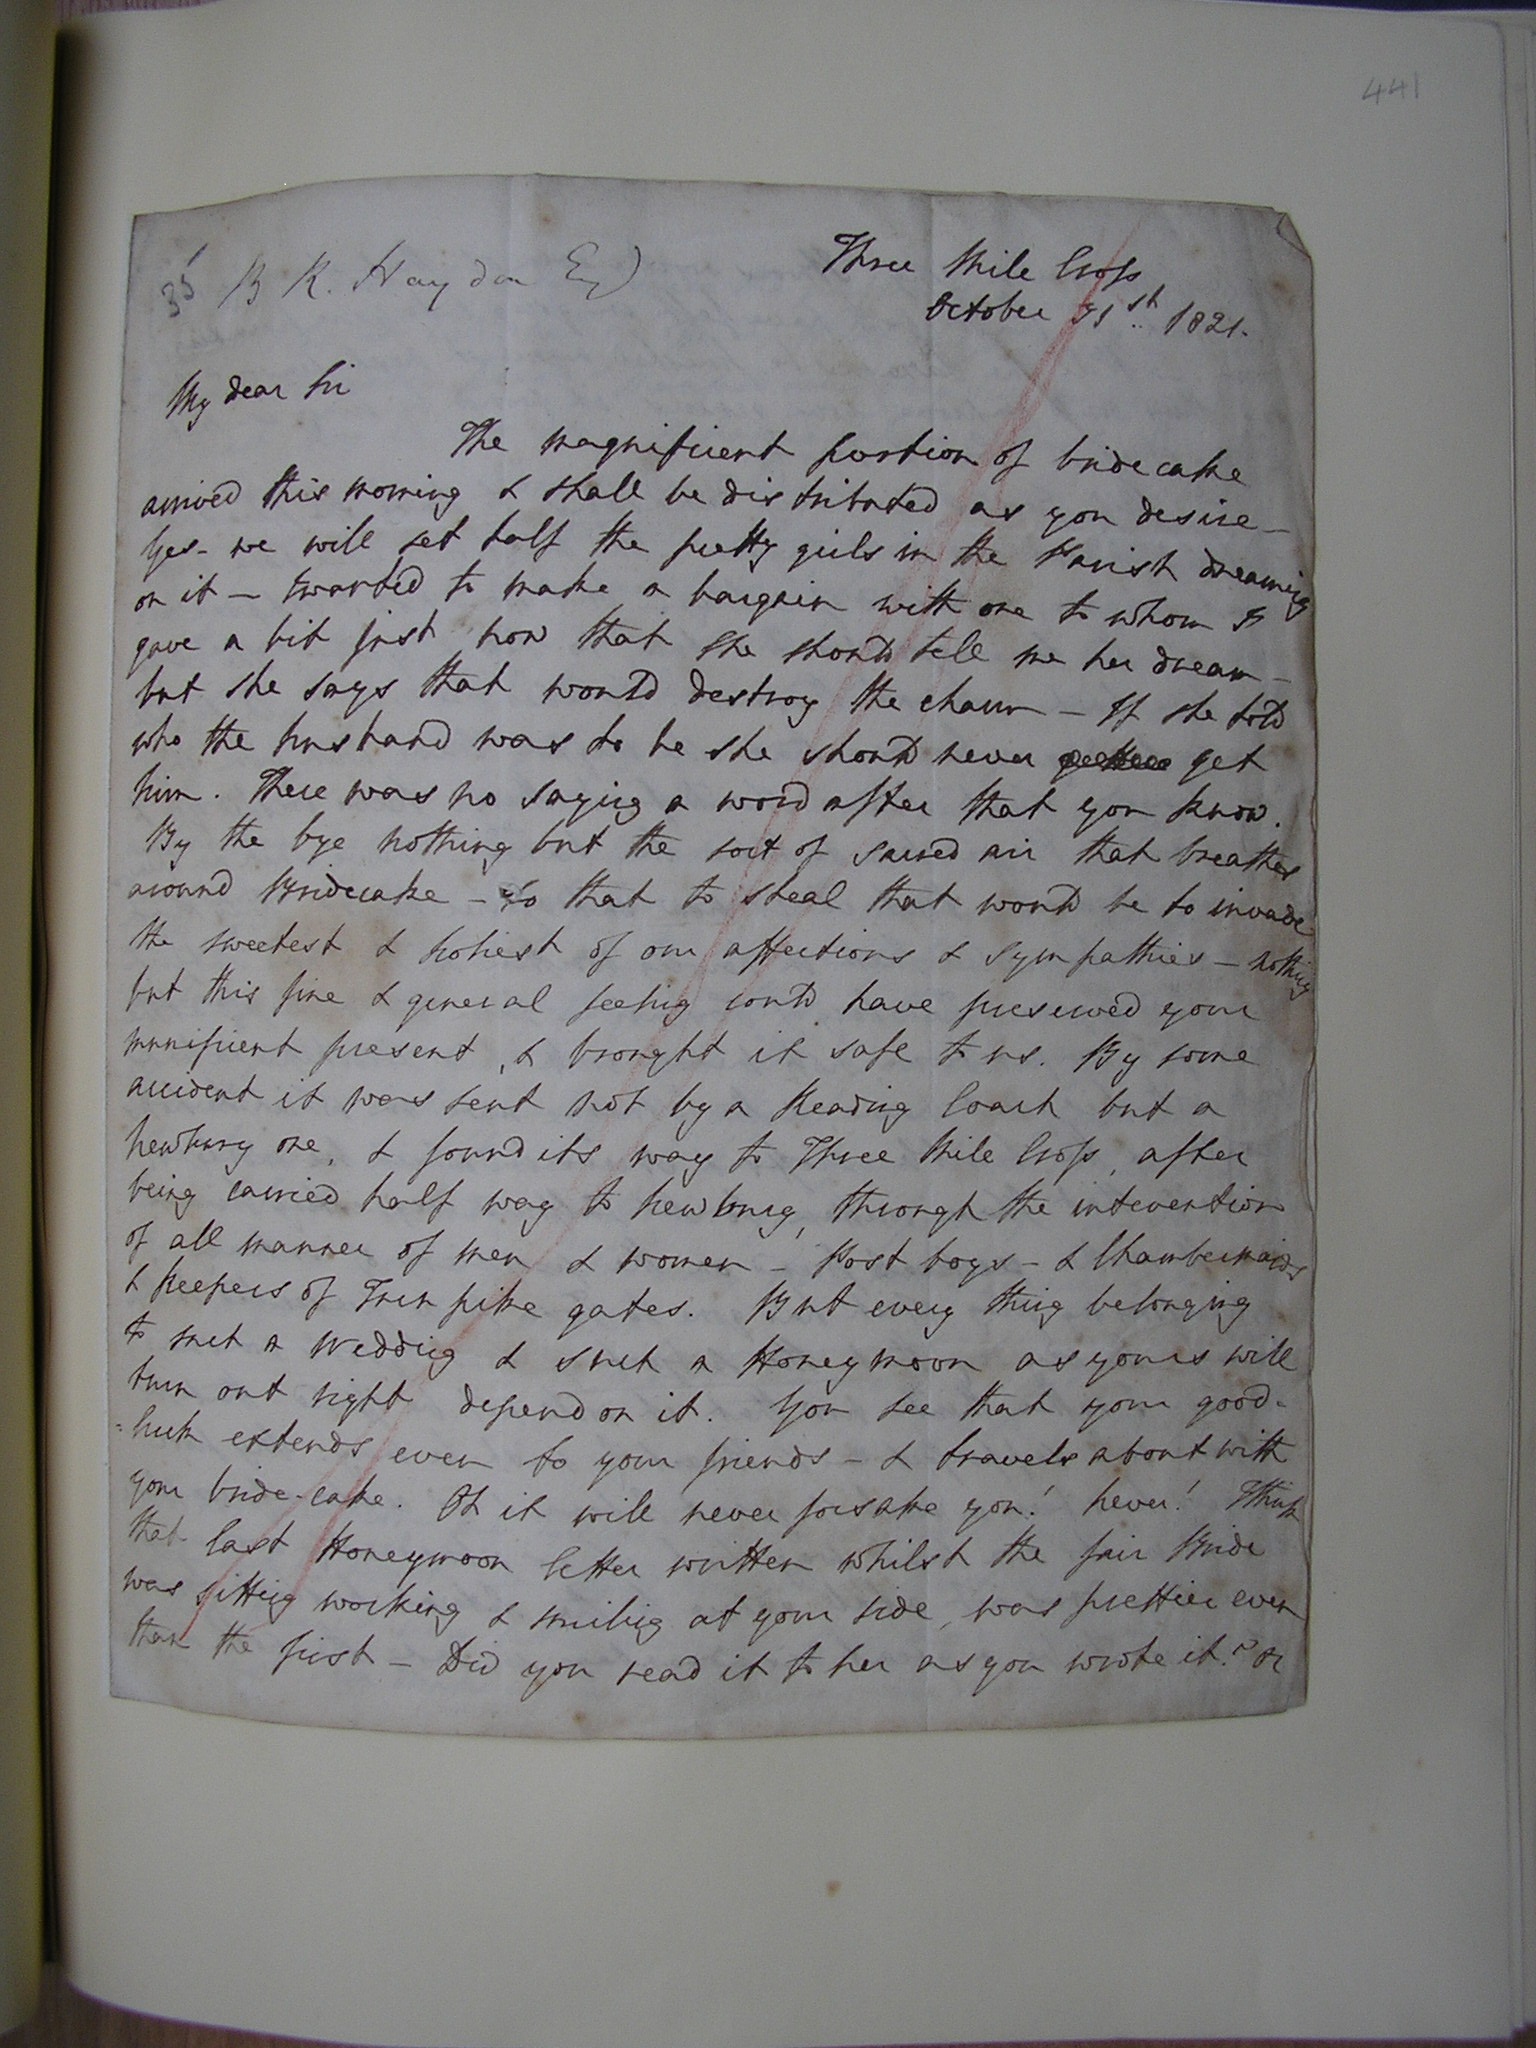 441
35 B R. Haydon Esq
Three Mile Cross
October 31st 1821.
My dear Sir
The magnificent portion of bridecake
arrived this morning & shall be distributed as you desire—
Yes- we will set half the pretty girls in the Parish dreaming
on it — I wanted to make a bargain with one to whom I
gave a bit just now that she should tell me her dream —
but she says that would destroy the charm — If she told
who the husband was to be she should never get
him. There was no saying a word after that you know.
By the bye nothing but the sort of sacred air that breathes
around Bridecake — so that to steal that would be to invade
the sweetest & holiest of our affections & sympathies — nothing
but this fine & general feeling could have preserved your
munificent present, & brought it safe to us. By some
accident it was sent not by a Reading Coach but a
Newbury one, & found its way to Three Mile Cross, after
being carried half way to Newbury, through the intervention
of all manner of men & women — Post boys — & Chambermaids
& Keepers of Turnpike gates. But every thing belonging
to such a Wedding & such a Honeymoon as yours will
turn out right depend on it. You see that your good-
=luck extends even to your friends — & travels about with
your bride-cake. Oh it will never forsake you! Never! I think
that last Honeymoon letter written whilst the fair Bride
was sitting working & smiling at your side, was prettier even
than the first — Did you read it to her as you wrote it? Or